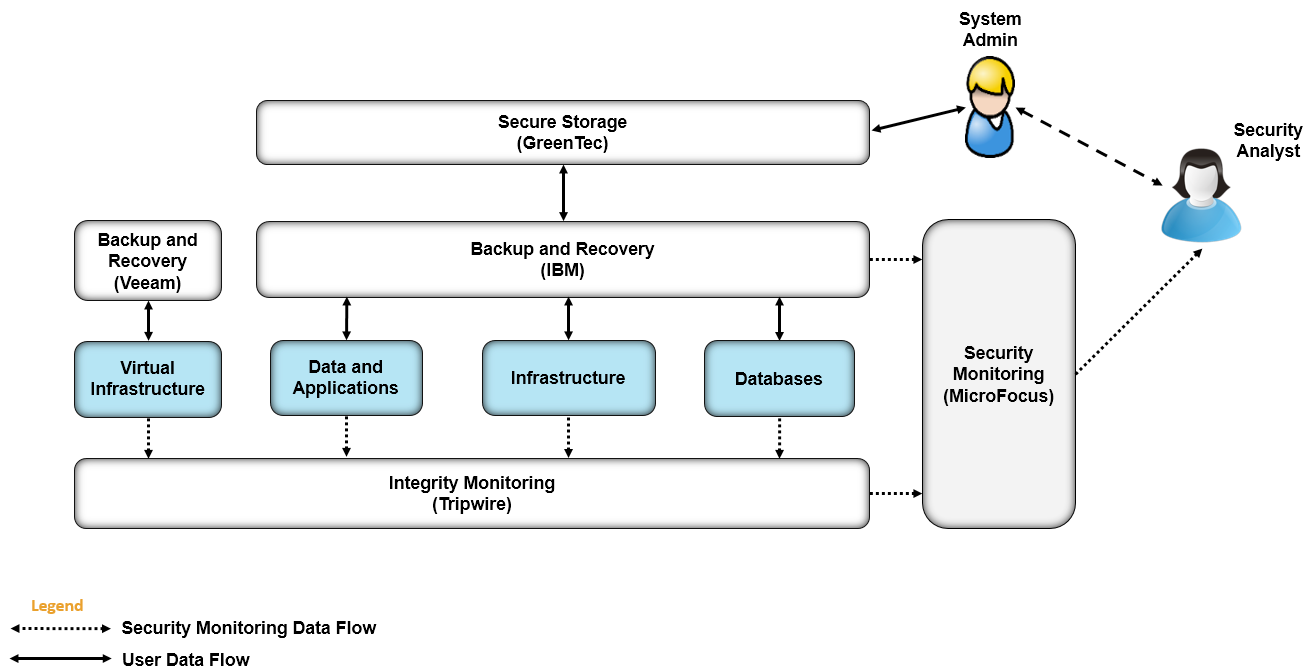 System
Admin
Security
Analyst
Secure Storage
(GreenTec)
Backup and
Recovery
(Veeam)
Backup and Recovery
(IBM)
Virtual
Infrastructure
Data and
Applications
Infrastructure
Databases
Security
Monitoring
(MicroFocus)
Integrity Monitoring
(Tripwire)
Legend
Security Monitoring Data Flow
User Data Flow